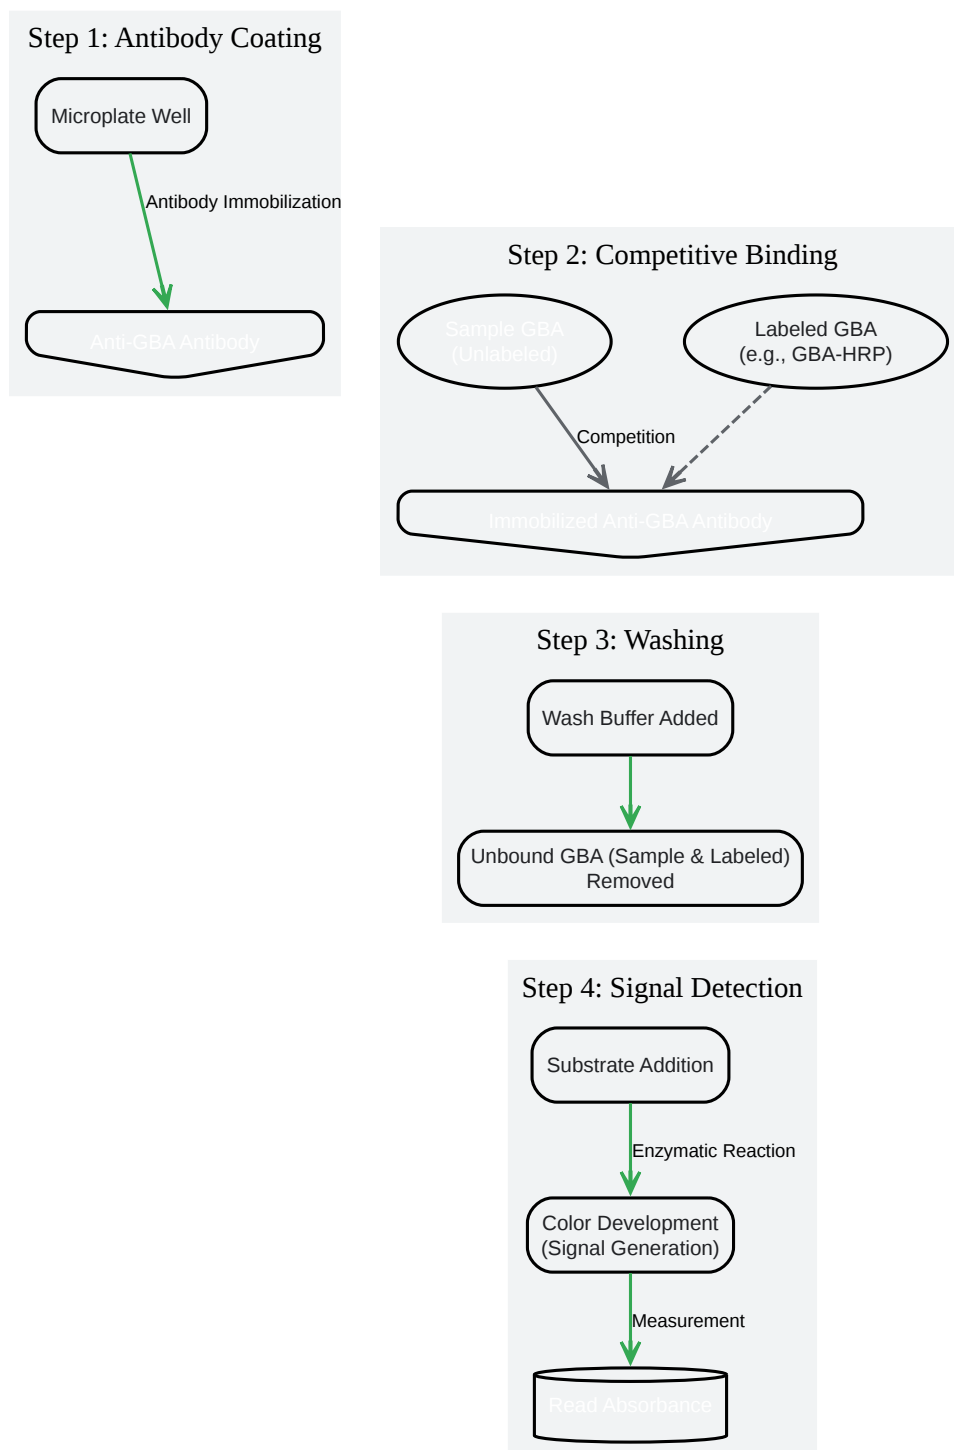 Step 1: Antibody Coating
Microplate Well
Antibody Immobilization
Anti-GBA Antibody
Step 2: Competitive Binding
Sample GBA
(Unlabeled)
Labeled GBA
(e.g., GBA-HRP)
Competition
Immobilized Anti-GBA Antibody
Step 3: Washing
Wash Buffer Added
Unbound GBA (Sample & Labeled)
Removed
Step 4: Signal Detection
Substrate Addition
Enzymatic Reaction
Color Development
(Signal Generation)
Measurement
Read Absorbance